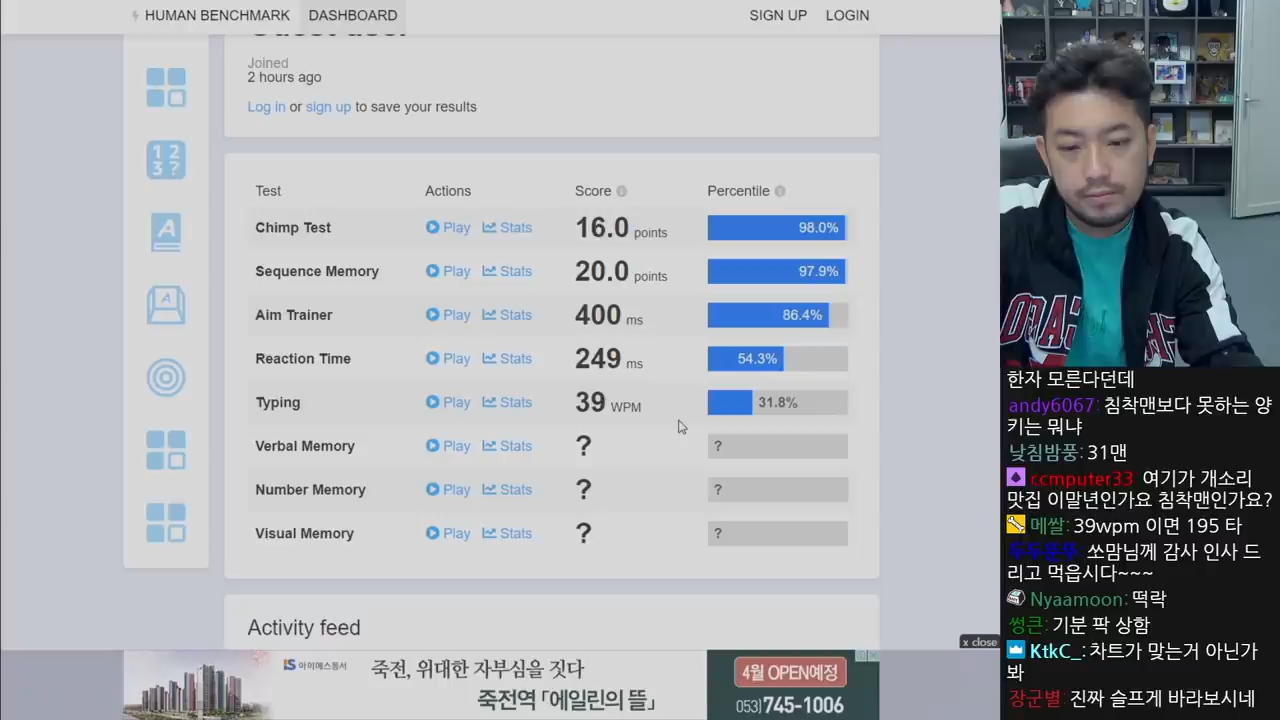 HUMAN BENCHMARK
DASHBOARD
SIGN UP
LOGIN
Joined
2 hours ago
Log in or sign up to save your results
Test Actions Score Percentile
Chimp Test Play Stats 16.0 points 98.0%
Sequence Memory Play Stats 20.0 points 97.9%
Aim Trainer Play Stats 400 ms 86.4%
Reaction Time Play Stats 249 ms 54.3%
Typing Play Stats 39 WPM 31.8%
Verbal Memory Play Stats ? ?
Number Memory Play Stats ? ?
Visual Memory Play Stats ? ?
Activity feed
x close
아이에스동서
죽전, 위대한 자부심을 짓다
죽전역「에일린의 뜰」
4월 OPEN예정
053)745-1006
한자 모른다던데
andy6067: 침착맨보다 못하는 양
키는 뭐냐
낮침밤풍: 31맨
ccmputer33 여기가 개소리
맛집 이말년인가요 침착맨인가요?
메쌀: 39wpm 이면 195 타
두두뚠뚜: 쏘맘님께 감사 인사 드
리고 먹읍시다~~~
Nyaamoon: 떡락
썽큰: 기분 팍 상함
KtkC_: 차트가 맞는거 아닌가
봐
장군별: 진짜 슬프게 바라보시네